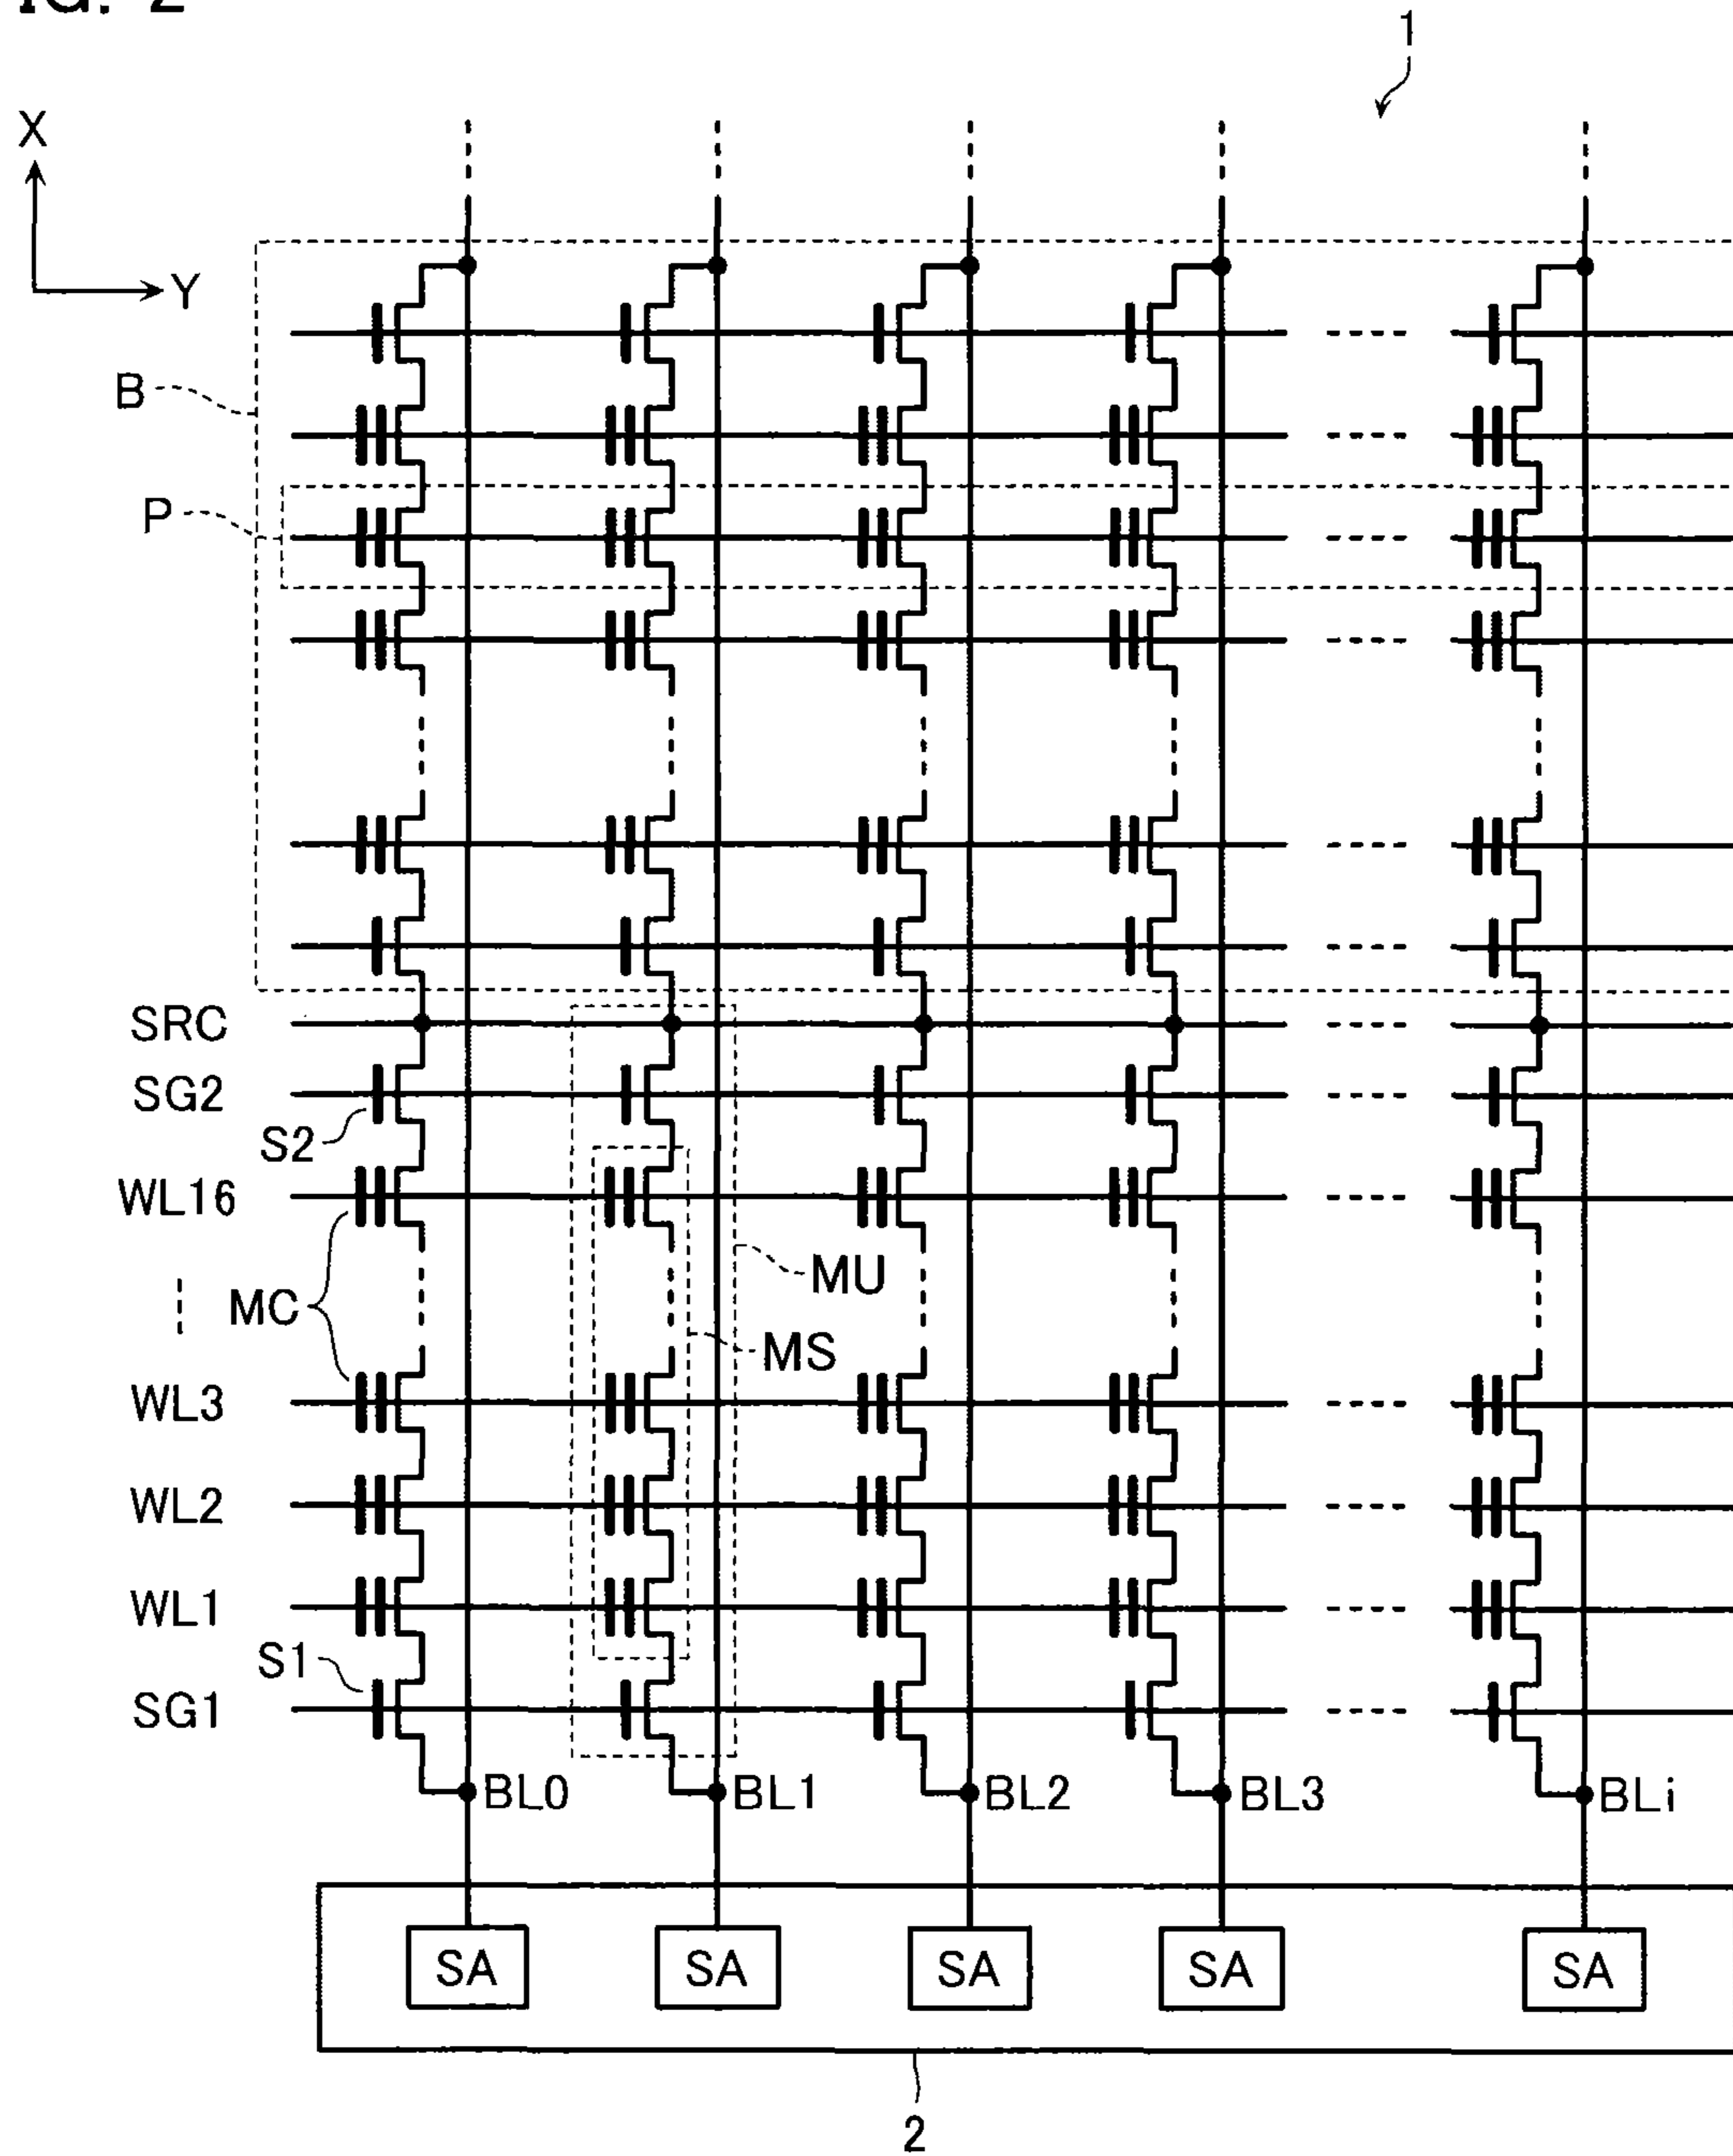 FIG. 2
1
X
Y
B
P
SRC
SG2
S2
WL16
MU
MC
MS
WL3
WL2
WL1
S1
SG1
BL0 BL1 BL2 BL3 BLi
SA SA SA SA SA
2